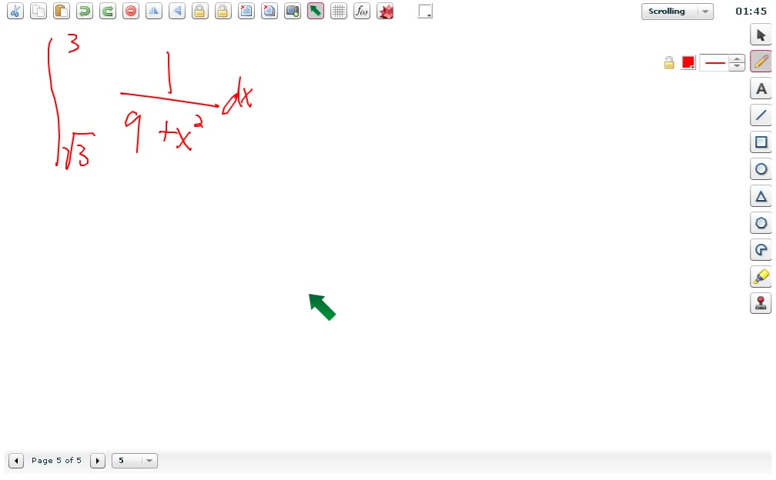 Scrolling 01:45
f(x)
A
∫_{√3}^{3} 1/(9 + x²) dx
Page 5 of 5 5